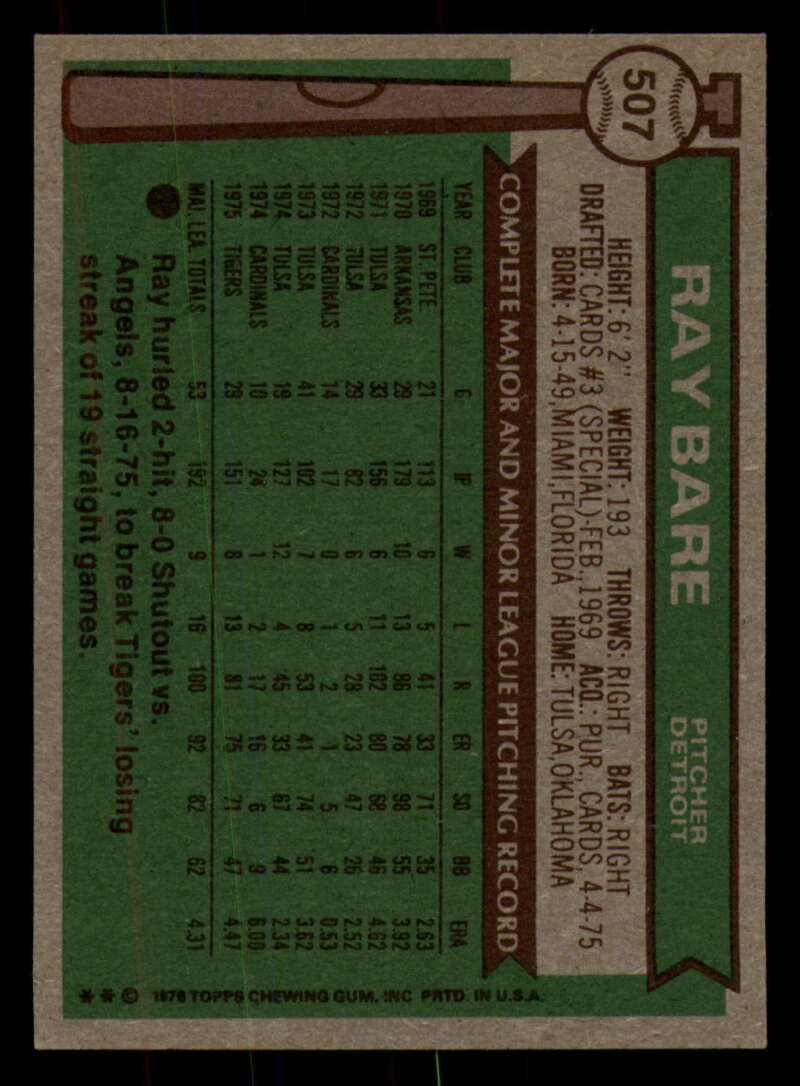 507
RAY BARE
PITCHER
DETROIT
HEIGHT: 6' 2" WEIGHT: 193 THROWS: RIGHT BATS: RIGHT
DRAFTED: CARDS #3 (SPECIAL)-FEB., 1969 ACQ.: PUR., CARDS, 4-4-75
BORN: 4-15-49, MIAMI, FLORIDA HOME: TULSA, OKLAHOMA
COMPLETE MAJOR AND MINOR LEAGUE PITCHING RECORD
YEAR CLUB G IP W L R ER SO BB ERA
1969 ST. PETE. 21 113 6 5 41 33 71 35 2.63
1970 ARKANSAS 29 179 10 13 86 78 98 55 3.92
1971 TULSA 33 156 6 11 102 80 68 46 4.62
1972 TULSA 29 82 6 5 28 23 47 26 2.52
1972 CARDINALS 14 17 0 1 2 1 5 6 0.53
1973 TULSA 41 102 7 8 53 41 74 51 3.62
1974 TULSA 19 127 12 4 45 33 67 44 2.34
1974 CARDINALS 10 24 1 2 17 16 6 9 6.00
1975 TIGERS 29 151 8 13 81 75 71 47 4.47
MAJ. LEA. TOTALS 53 192 9 16 100 92 82 62 4.31
Ray hurled 2-hit, 8-0 Shutout vs.
Angels, 8-16-75, to break Tigers' losing
streak of 19 straight games.
* * © 1976 TOPPS CHEWING GUM, INC. PRTD. IN U.S.A.